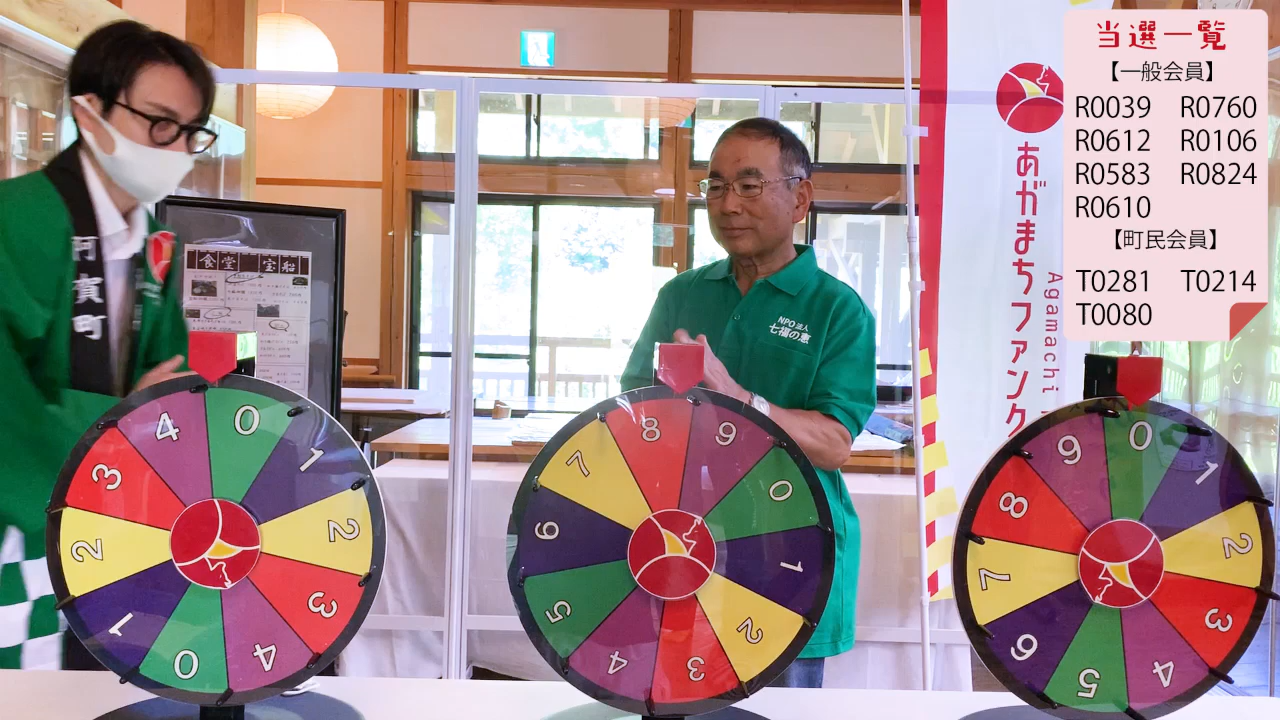 当選一覧
【一般会員】
R0039 R0760
R0612 R0106
R0583 R0824
R0610
【町民会員】
T0281 T0214
T0080
あがまちファンク
Agamachi
阿賀町
食堂 宝船
NPO法人
七福の恵
4 0 1 2 3 4 0 1 2 3
8 9 0 1 2 3 4 5 6 7
9 0 1 2 3 4 5 6 7 8